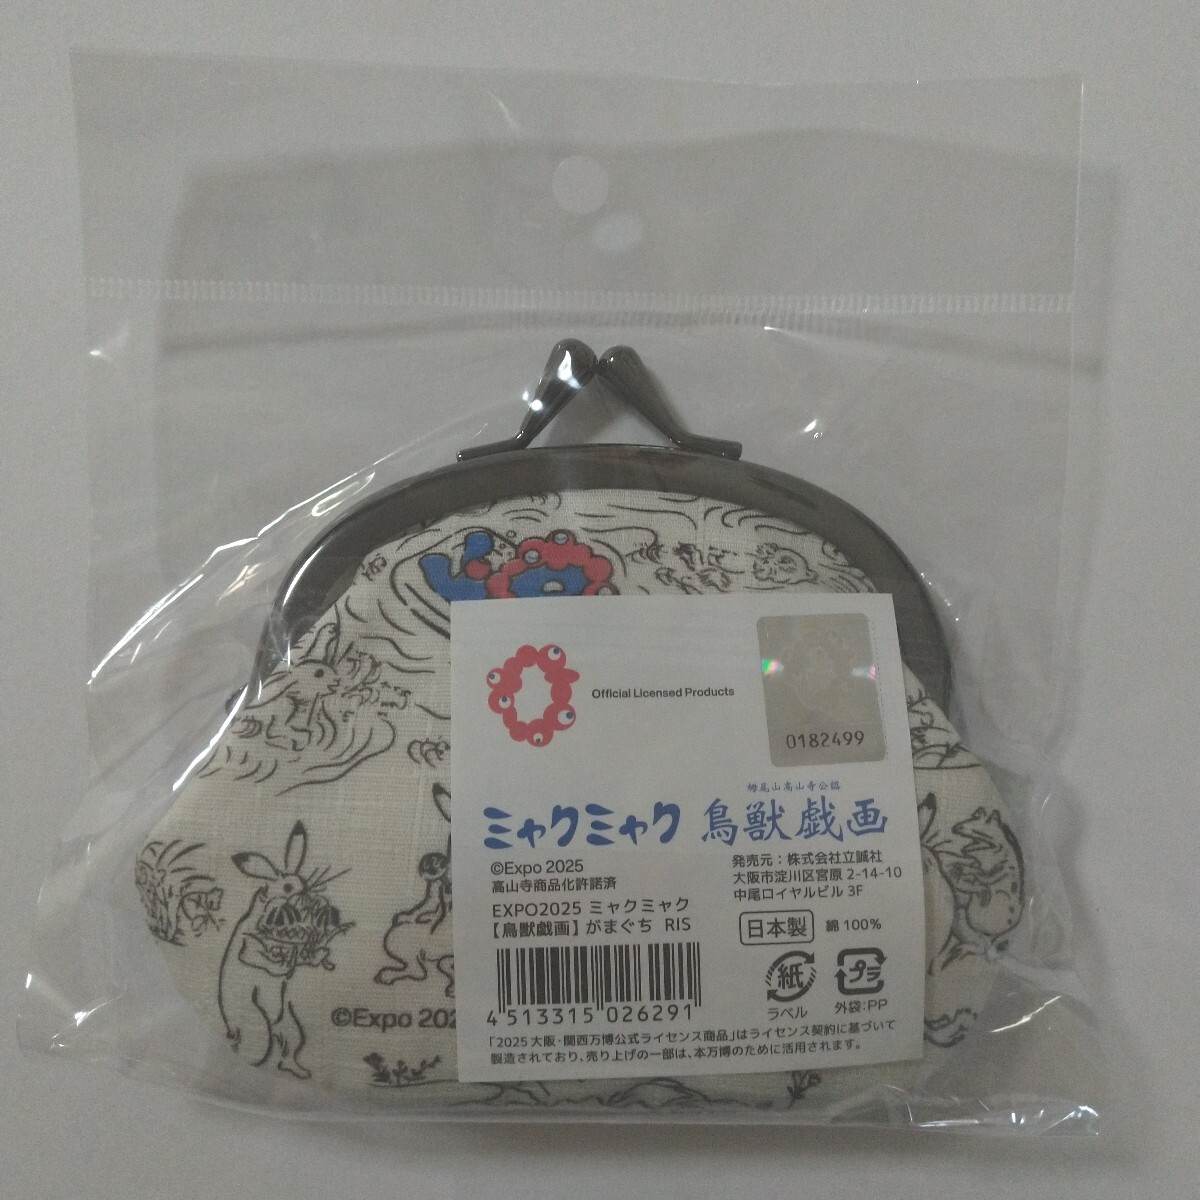 Official Licensed Products
0182499
栂尾山高山寺公認
ミャクミャク 鳥獣戯画
©Expo 2025
高山寺商品化許諾済
発売元：株式会社立誠社
大阪市淀川区宮原 2-14-10
中尾ロイヤルビル 3F
EXPO2025 ミャクミャク
【鳥獣戯画】がまぐち RIS
日本製 綿 100%
4 513315 026291
紙
ラベル
プラ
外袋:PP
「2025 大阪・関西万博公式ライセンス商品」はライセンス契約に基づいて
製造されており、売り上げの一部は、本万博のために活用されます。
©Expo 202